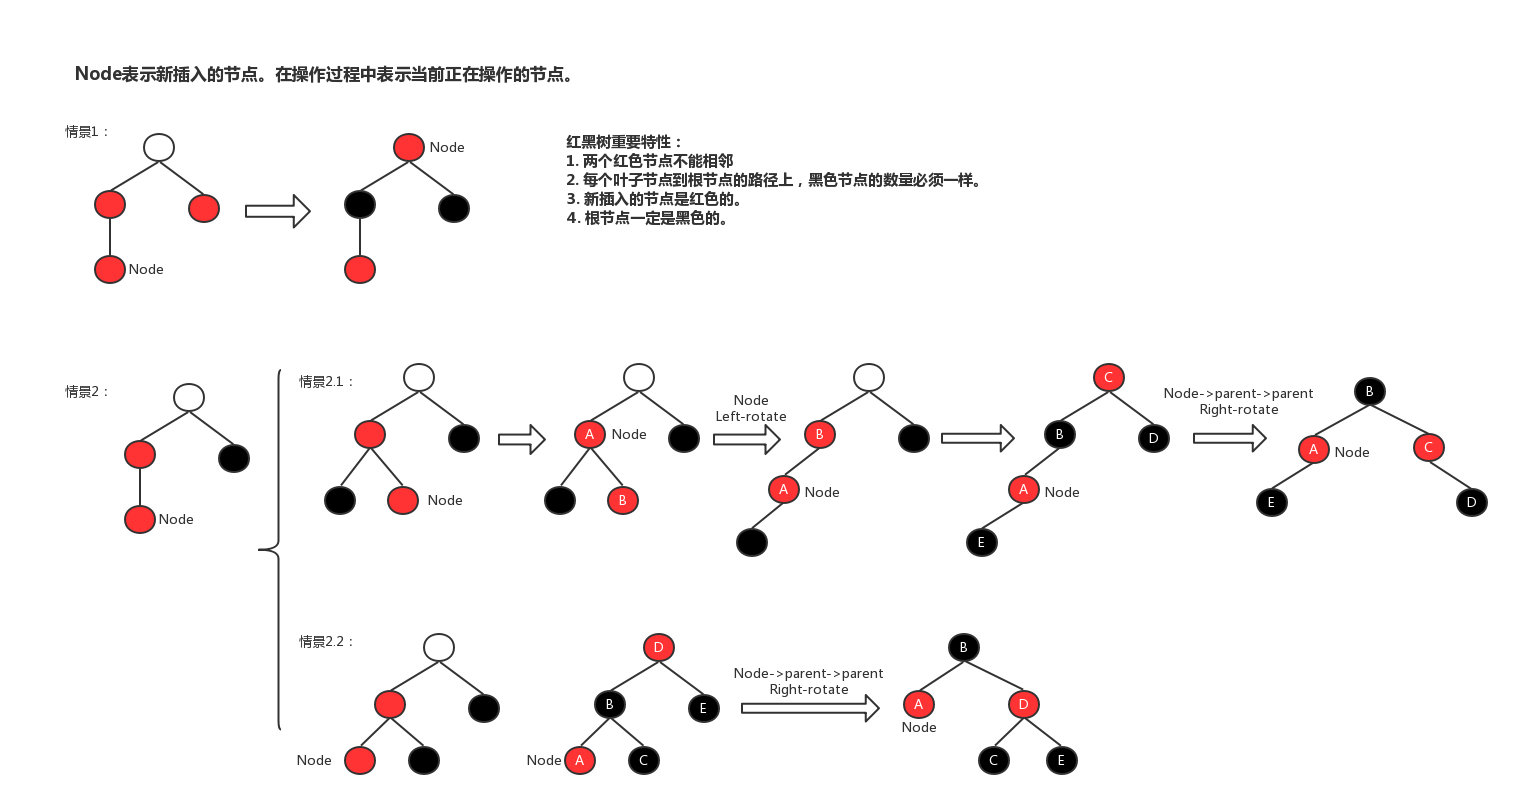 Node表示新插入的节点。在操作过程中表示当前正在操作的节点。
情景1：
Node
Node
红黑树重要特性：
1. 两个红色节点不能相邻
2. 每个叶子节点到根节点的路径上，黑色节点的数量必须一样。
3. 新插入的节点是红色的。
4. 根节点一定是黑色的。
情景2：
Node
情景2.1：
Node
A
Node
B
Node
Left-rotate
B
A
Node
C
B
D
A
Node
E
Node->parent->parent
Right-rotate
B
A
Node
C
E
D
情景2.2：
Node
D
B
E
Node
A
C
Node->parent->parent
Right-rotate
B
A
D
Node
C
E